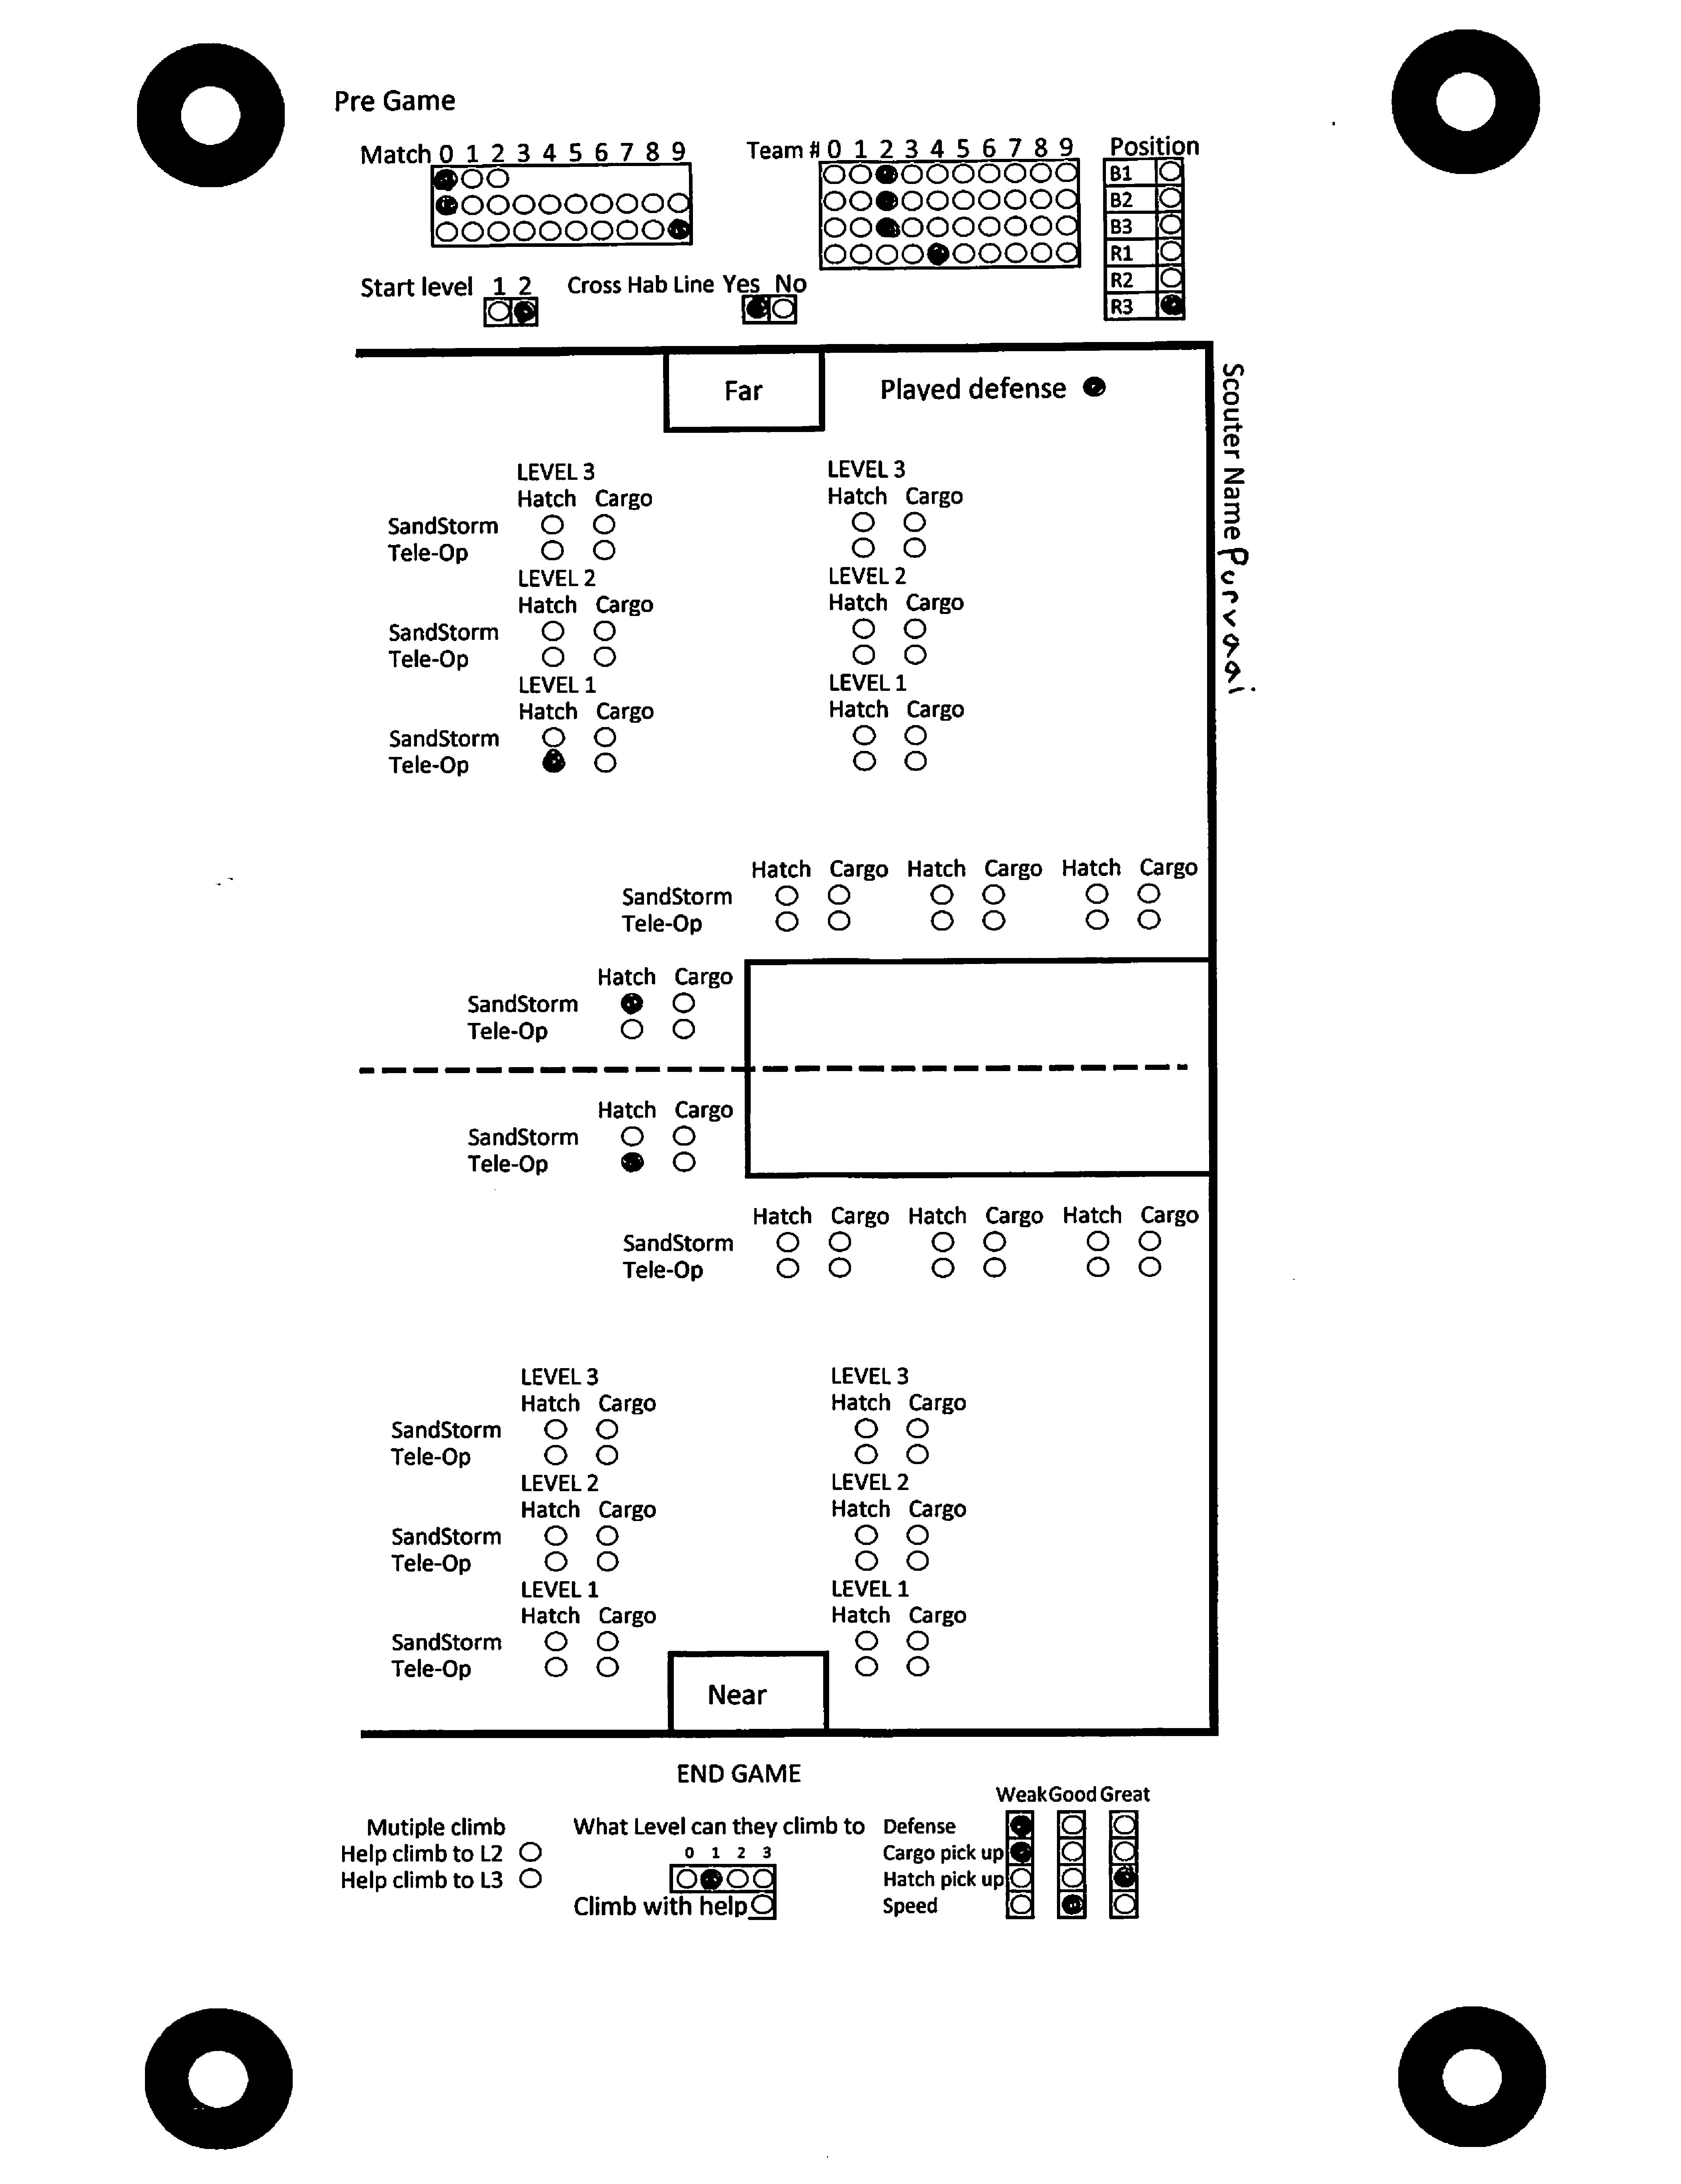 Pre Game
Match 0 1 2 3 4 5 6 7 8 9
Team # 0 1 2 3 4 5 6 7 8 9
Position
B1
B2
B3
R1
R2
R3
Start level 1 2
Cross Hab Line Yes No
Far
Played defense
Scouter Name
LEVEL 3 LEVEL 3
Hatch Cargo Hatch Cargo
SandStorm
Tele-Op
LEVEL 2 LEVEL 2
Hatch Cargo Hatch Cargo
SandStorm
Tele-Op
LEVEL 1 LEVEL 1
Hatch Cargo Hatch Cargo
SandStorm
Tele-Op
Hatch Cargo Hatch Cargo Hatch Cargo
SandStorm
Tele-Op
Hatch Cargo
SandStorm
Tele-Op
Hatch Cargo
SandStorm
Tele-Op
Hatch Cargo Hatch Cargo Hatch Cargo
SandStorm
Tele-Op
LEVEL 3 LEVEL 3
Hatch Cargo Hatch Cargo
SandStorm
Tele-Op
LEVEL 2 LEVEL 2
Hatch Cargo Hatch Cargo
SandStorm
Tele-Op
LEVEL 1 LEVEL 1
Hatch Cargo Hatch Cargo
SandStorm
Tele-Op
Near
END GAME
Mutiple climb
Help climb to L2
Help climb to L3
What Level can they climb to
0 1 2 3
Climb with help
Weak Good Great
Defense
Cargo pick up
Hatch pick up
Speed